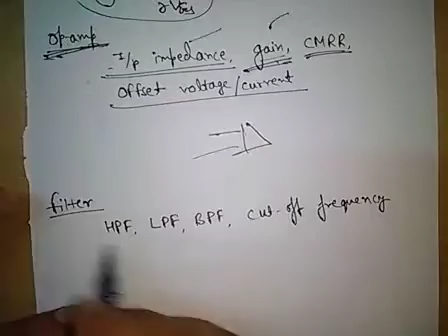 Op-amp
I/p impedance, gain, CMRR,
Offset voltage/current
filter
HPF, LPF, BPF, cut-off frequency